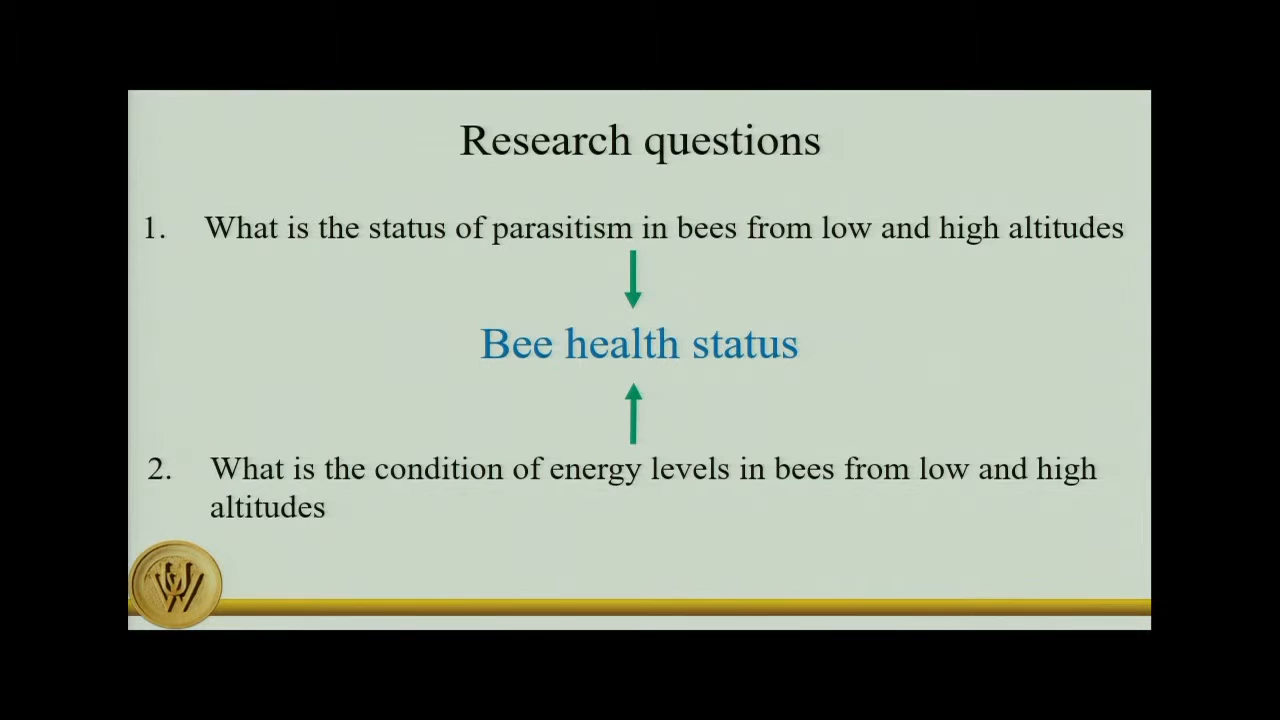 Research questions
1. What is the status of parasitism in bees from low and high altitudes
Bee health status
2. What is the condition of energy levels in bees from low and high
altitudes